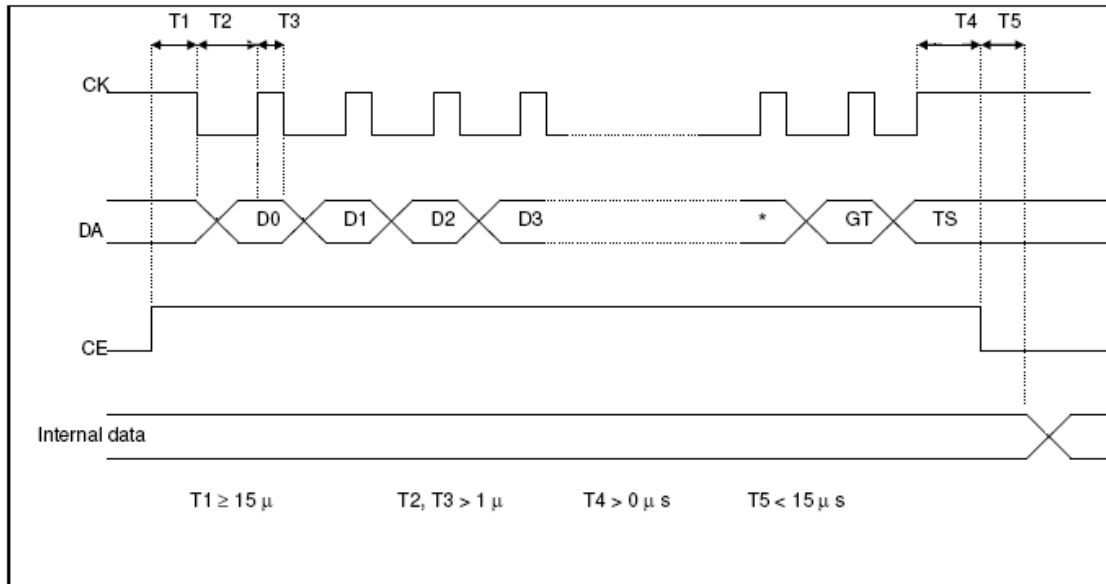 T1 T2 T3 T4 T5
CK
DA D0 D1 D2 D3 * GT TS
CE
Internal data
T1 ≥ 15 μ T2, T3 > 1 μ T4 > 0 μ s T5 < 15 μ s